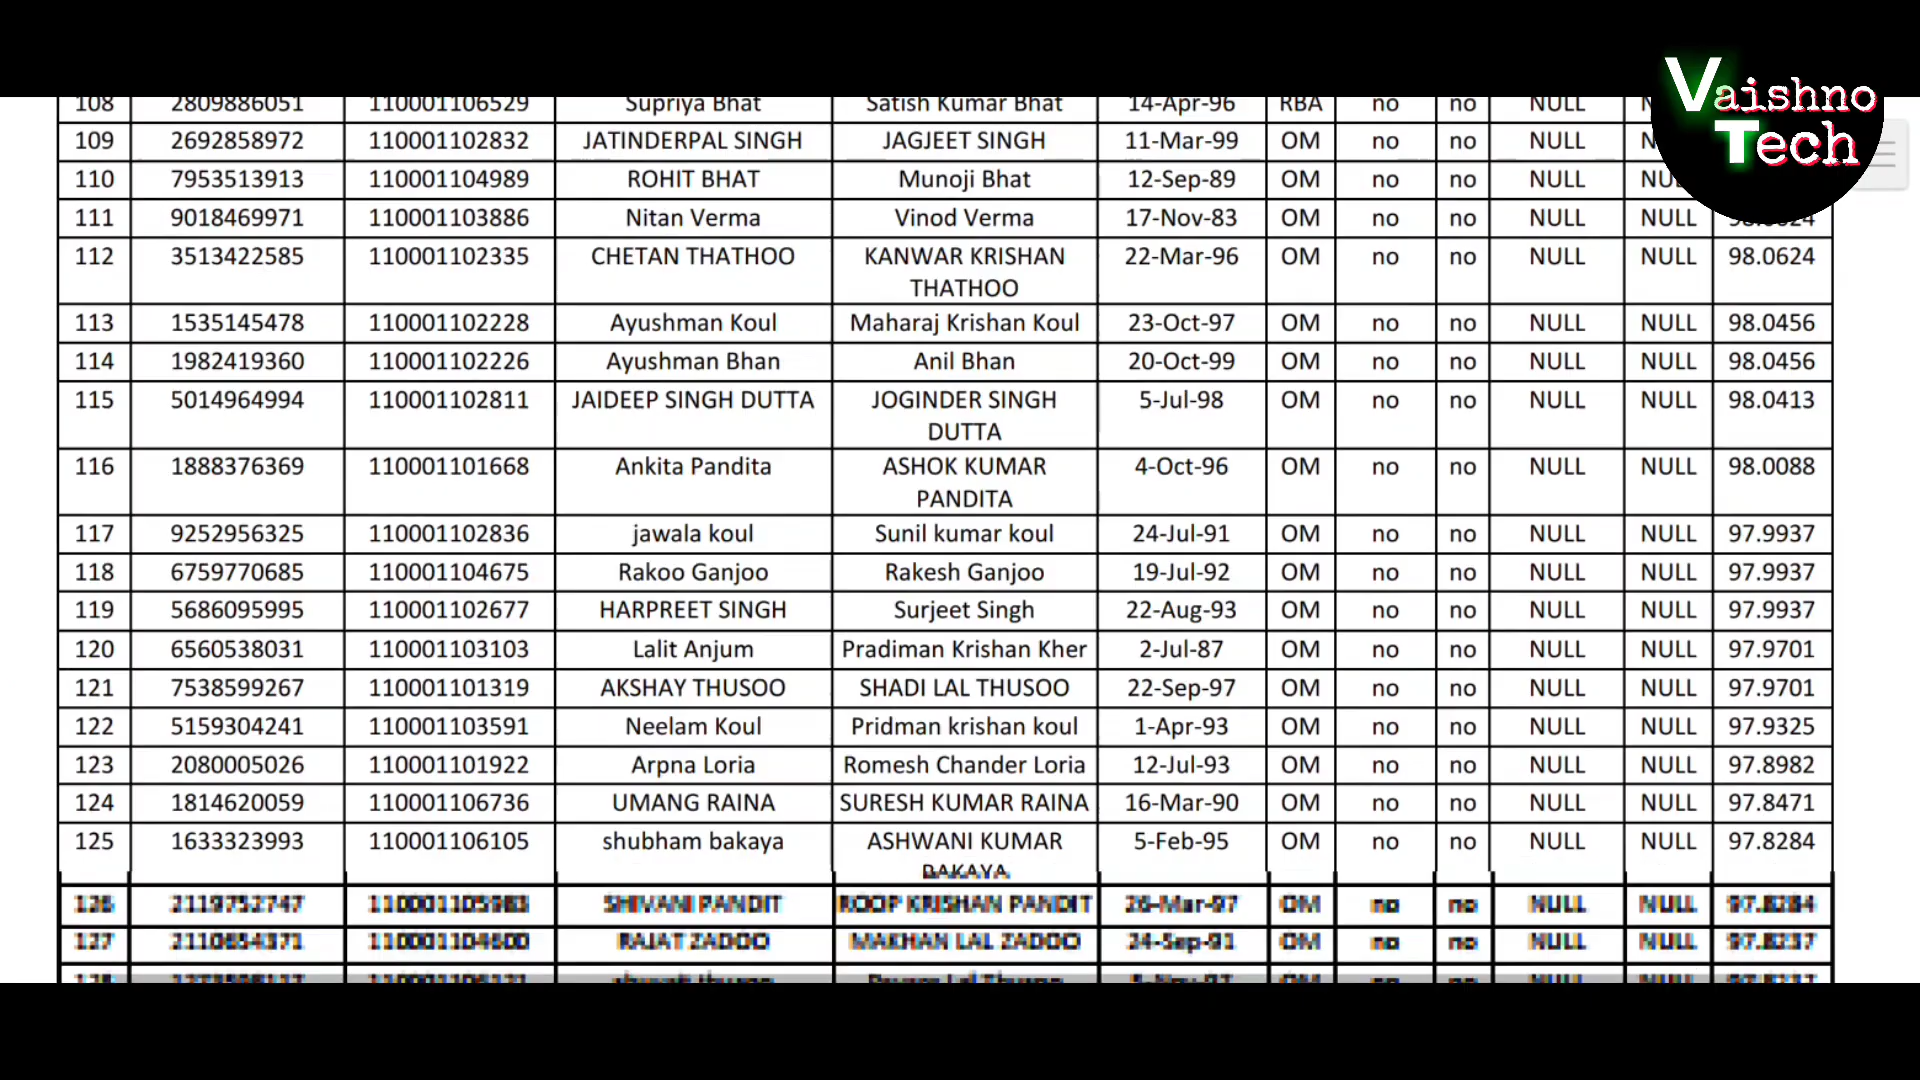 Vaishno
Tech
108 2809886051 110001106529 Supriya Bhat Satish Kumar Bhat 14-Apr-96 RBA no no NULL
109 2692858972 110001102832 JATINDERPAL SINGH JAGJEET SINGH 11-Mar-99 OM no no NULL
110 7953513913 110001104989 ROHIT BHAT Munoji Bhat 12-Sep-89 OM no no NULL
111 9018469971 110001103886 Nitan Verma Vinod Verma 17-Nov-83 OM no no NULL NULL
112 3513422585 110001102335 CHETAN THATHOO KANWAR KRISHAN 22-Mar-96 OM no no NULL NULL 98.0624
THATHOO
113 1535145478 110001102228 Ayushman Koul Maharaj Krishan Koul 23-Oct-97 OM no no NULL NULL 98.0456
114 1982419360 110001102226 Ayushman Bhan Anil Bhan 20-Oct-99 OM no no NULL NULL 98.0456
115 5014964994 110001102811 JAIDEEP SINGH DUTTA JOGINDER SINGH 5-Jul-98 OM no no NULL NULL 98.0413
DUTTA
116 1888376369 110001101668 Ankita Pandita ASHOK KUMAR 4-Oct-96 OM no no NULL NULL 98.0088
PANDITA
117 9252956325 110001102836 jawala koul Sunil kumar koul 24-Jul-91 OM no no NULL NULL 97.9937
118 6759770685 110001104675 Rakoo Ganjoo Rakesh Ganjoo 19-Jul-92 OM no no NULL NULL 97.9937
119 5686095995 110001102677 HARPREET SINGH Surjeet Singh 22-Aug-93 OM no no NULL NULL 97.9937
120 6560538031 110001103103 Lalit Anjum Pradiman Krishan Kher 2-Jul-87 OM no no NULL NULL 97.9701
121 7538599267 110001101319 AKSHAY THUSOO SHADI LAL THUSOO 22-Sep-97 OM no no NULL NULL 97.9701
122 5159304241 110001103591 Neelam Koul Pridman krishan koul 1-Apr-93 OM no no NULL NULL 97.9325
123 2080005026 110001101922 Arpna Loria Romesh Chander Loria 12-Jul-93 OM no no NULL NULL 97.8982
124 1814620059 110001106736 UMANG RAINA SURESH KUMAR RAINA 16-Mar-90 OM no no NULL NULL 97.8471
125 1633323993 110001106105 shubham bakaya ASHWANI KUMAR 5-Feb-95 OM no no NULL NULL 97.8284
BAKAYA
126 2119752747 110001105983 SHIVANI PANDIT ROOP KRISHAN PANDIT 26-Mar-97 OM no no NULL NULL 97.8284
127 RAJAT ZADOO MAKHAN LAL ZADOO 24-Sep-91 OM no no NULL NULL